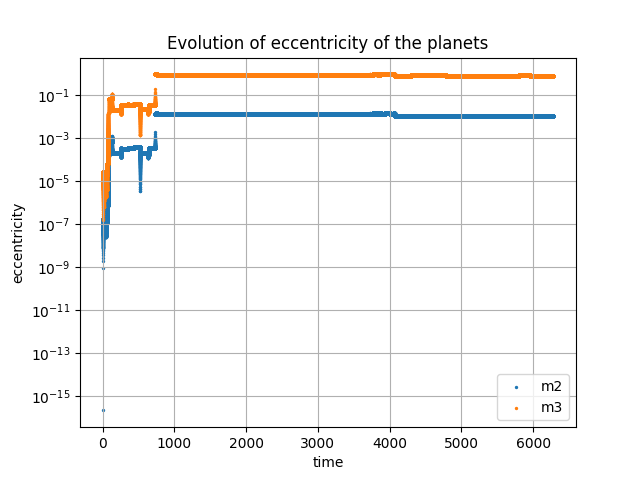 Evolution of eccentricity of the planets
eccentricity
10⁻¹
10⁻³
10⁻⁵
10⁻⁷
10⁻⁹
10⁻¹¹
10⁻¹³
10⁻¹⁵
m2
m3
0 1000 2000 3000 4000 5000 6000
time